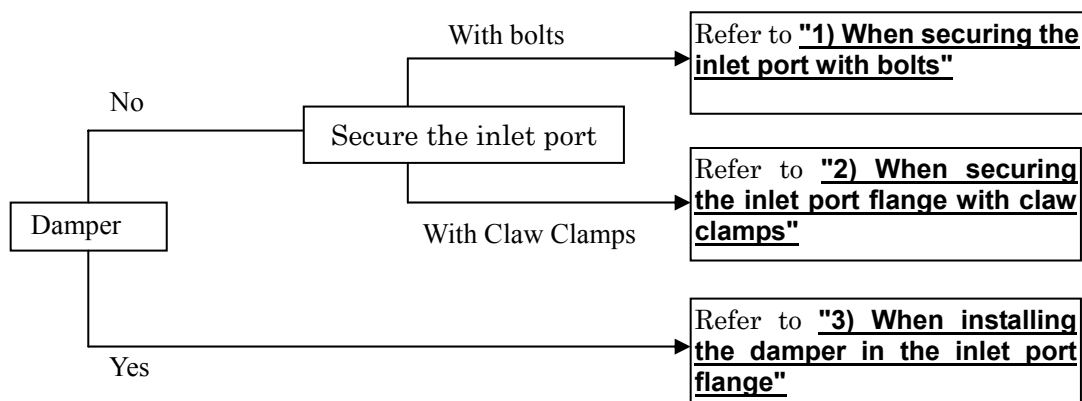 With bolts
Refer to "1) When securing the
inlet port with bolts"
No
Secure the inlet port
Refer to "2) When securing
the inlet port flange with claw
clamps"
Damper
With Claw Clamps
Refer to "3) When installing
the damper in the inlet port
flange"
Yes